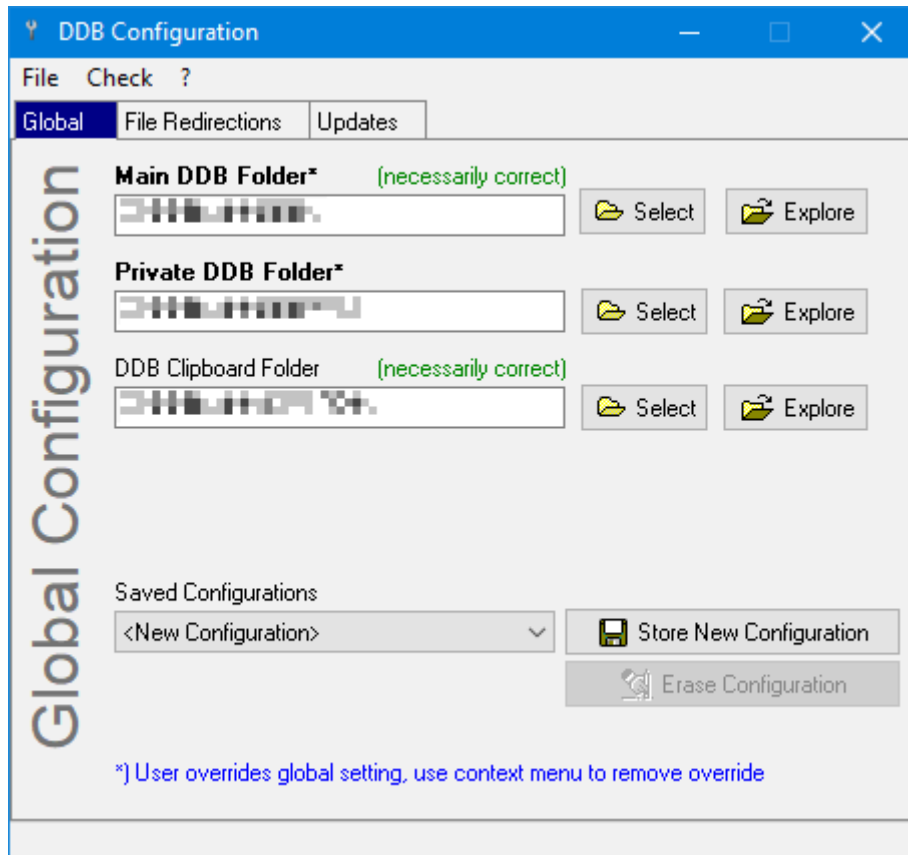 DDB Configuration
File Check ?
Global File Redirections Updates
Global Configuration
Main DDB Folder* (necessarily correct)
Select Explore
Private DDB Folder*
Select Explore
DDB Clipboard Folder (necessarily correct)
Select Explore
Saved Configurations
<New Configuration> Store New Configuration
Erase Configuration
*) User overrides global setting, use context menu to remove override